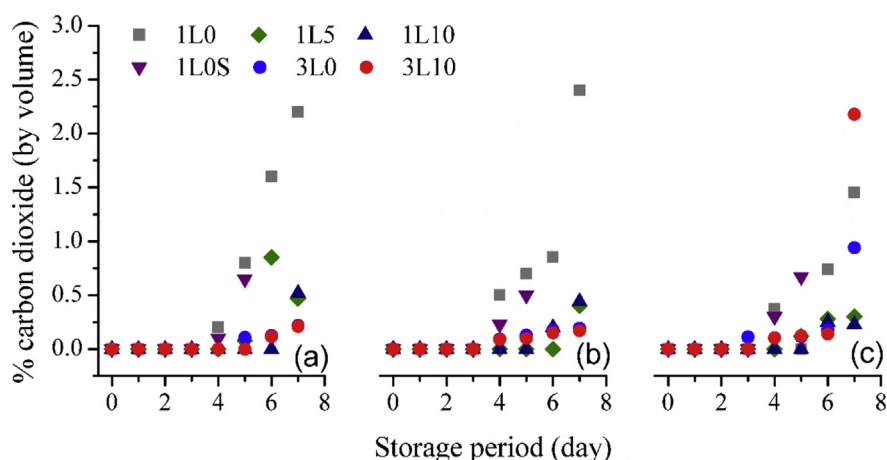 % carbon dioxide (by volume)
3.0
2.5
2.0
1.5
1.0
0.5
0.0
1L0 1L5 1L10
1L0S 3L0 3L10
(a) (b) (c)
0 2 4 6 8 0 2 4 6 8 0 2 4 6 8
Storage period (day)